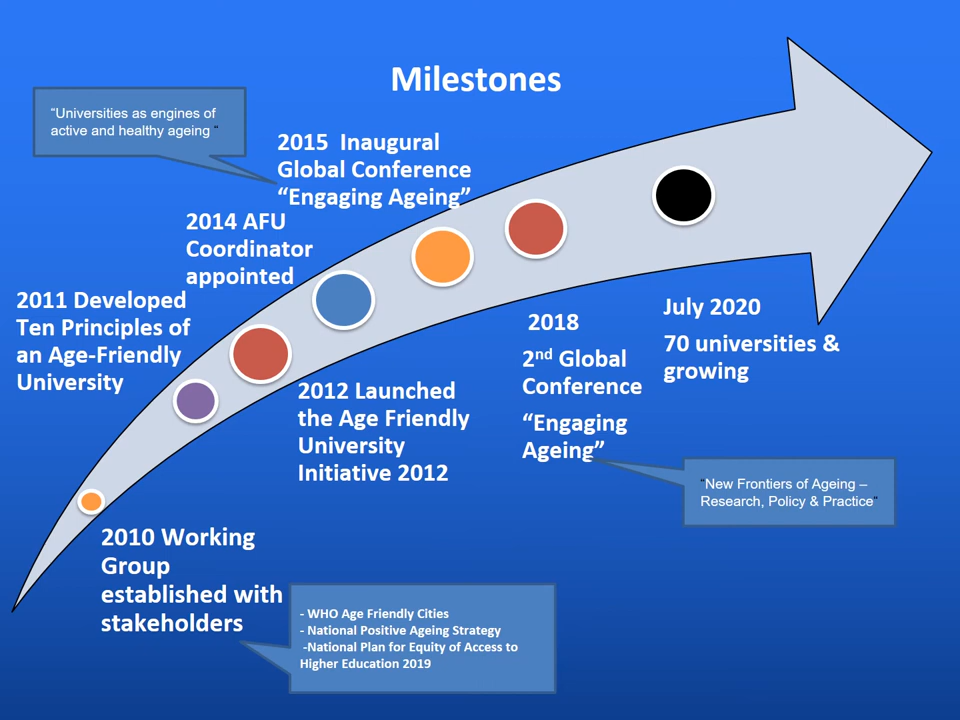 Milestones
“Universities as engines of
active and healthy ageing “
2015 Inaugural
Global Conference
“Engaging Ageing”
2014 AFU
Coordinator
appointed
2011 Developed
Ten Principles of
an Age-Friendly
University
2012 Launched
the Age Friendly
University
Initiative 2012
2018
2nd Global
Conference
“Engaging
Ageing”
July 2020
70 universities &
growing
“New Frontiers of Ageing –
Research, Policy & Practice”
2010 Working
Group
established with
stakeholders
- WHO Age Friendly Cities
- National Positive Ageing Strategy
-National Plan for Equity of Access to
Higher Education 2019